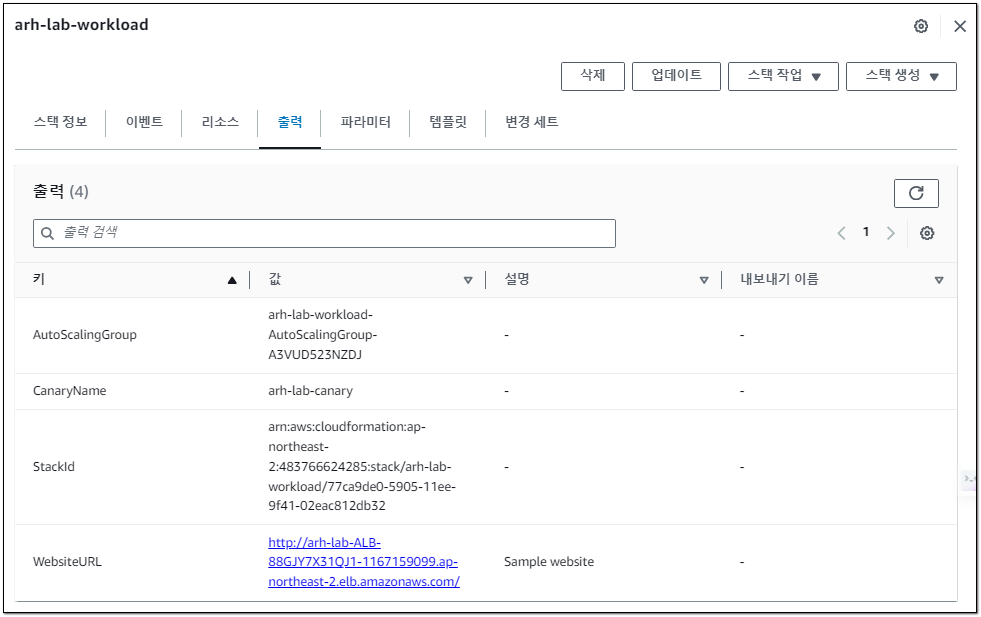 arh-lab-workload
삭제 업데이트 스택 작업 스택 생성
스택 정보 이벤트 리소스 출력 파라미터 템플릿 변경 세트
출력 (4)
출력 검색
1
키 값 설명 내보내기 이름
AutoScalingGroup
arh-lab-workload-
AutoScalingGroup-
A3VUD523NZDJ
-
-
CanaryName
arh-lab-canary
-
-
StackId
arn:aws:cloudformation:ap-
northeast-
2:483766624285:stack/arh-lab-
workload/77ca9de0-5905-11ee-
9f41-02eac812db32
-
-
WebsiteURL
http://arh-lab-ALB-
88GJY7X31QJ1-1167159099.ap-
northeast-2.elb.amazonaws.com/
Sample website
-